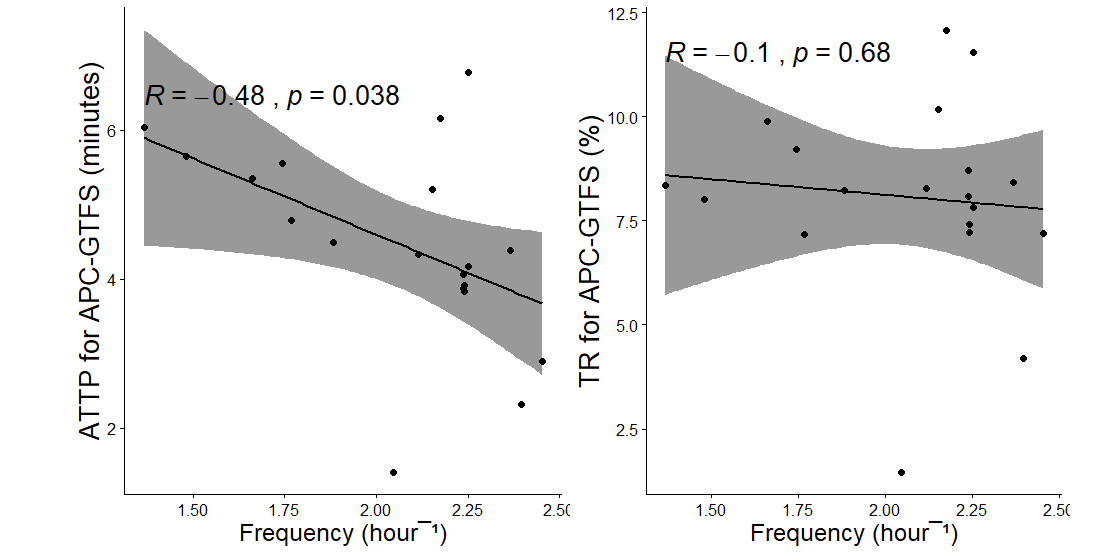 R = −0.48 , p = 0.038
ATTP for APC-GTFS (minutes)
6
4
2
1.50 1.75 2.00 2.25 2.50
Frequency (hour¯¹)
R = −0.1 , p = 0.68
TR for APC-GTFS (%)
12.5
10.0
7.5
5.0
2.5
1.50 1.75 2.00 2.25 2.50
Frequency (hour¯¹)